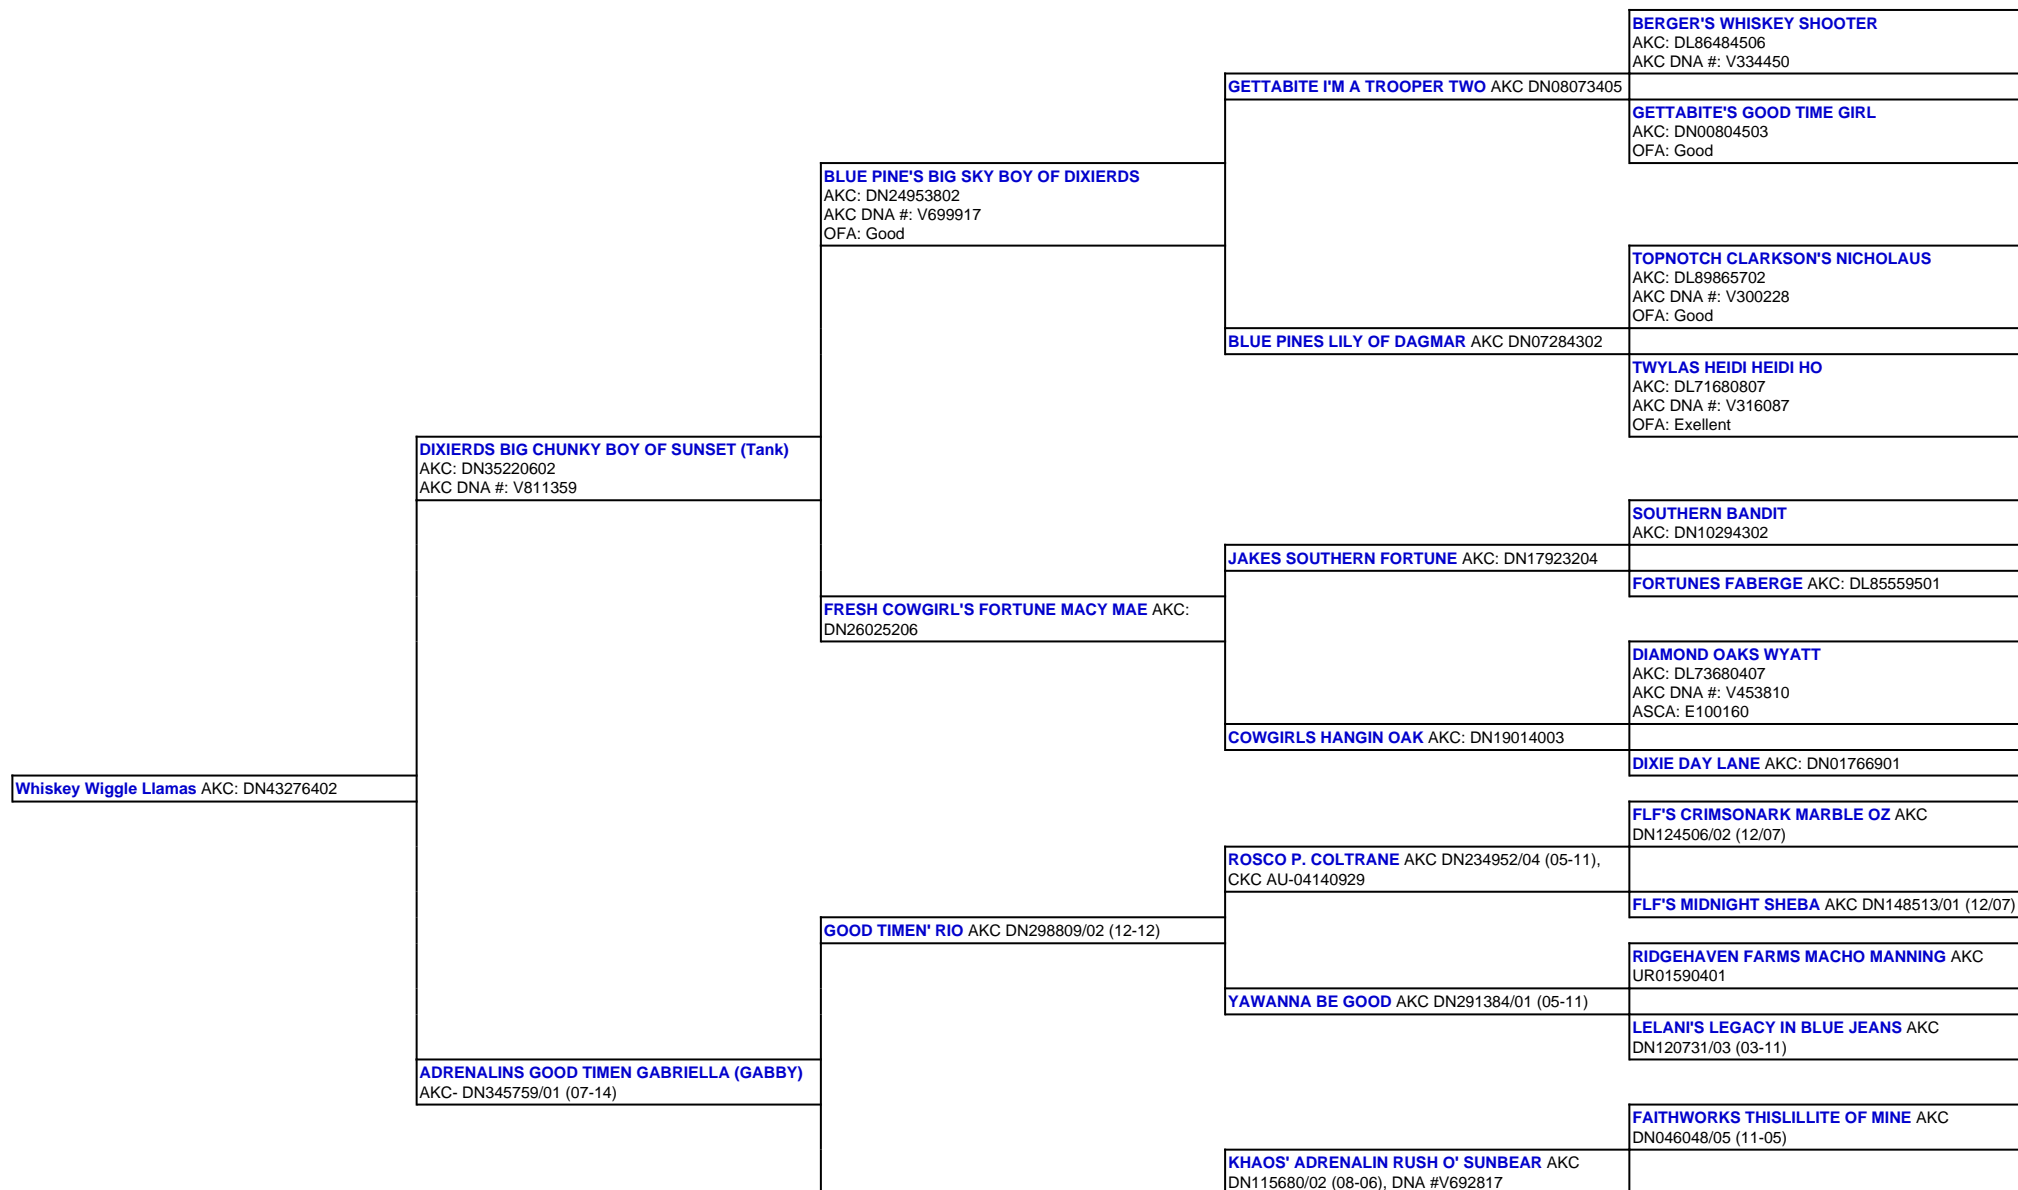 BERGER'S WHISKEY SHOOTER
AKC: DL86484506
AKC DNA #: V334450
GETTABITE I'M A TROOPER TWO AKC DN08073405
GETTABITE'S GOOD TIME GIRL
AKC: DN00804503
OFA: Good
BLUE PINE'S BIG SKY BOY OF DIXIERDS
AKC: DN24953802
AKC DNA #: V699917
OFA: Good
TOPNOTCH CLARKSON'S NICHOLAUS
AKC: DL89865702
AKC DNA #: V300228
OFA: Good
BLUE PINES LILY OF DAGMAR AKC DN07284302
TWYLAS HEIDI HEIDI HO
AKC: DL71680807
AKC DNA #: V316087
OFA: Exellent
DIXIERDS BIG CHUNKY BOY OF SUNSET (Tank)
AKC: DN35220602
AKC DNA #: V811359
SOUTHERN BANDIT
AKC: DN10294302
JAKES SOUTHERN FORTUNE AKC: DN17923204
FORTUNES FABERGE AKC: DL85559501
FRESH COWGIRL'S FORTUNE MACY MAE AKC:
DN26025206
DIAMOND OAKS WYATT
AKC: DL73680407
AKC DNA #: V453810
ASCA: E100160
COWGIRLS HANGIN OAK AKC: DN19014003
DIXIE DAY LANE AKC: DN01766901
Whiskey Wiggle Llamas AKC: DN43276402
FLF'S CRIMSONARK MARBLE OZ AKC
DN124506/02 (12/07)
ROSCO P. COLTRANE AKC DN234952/04 (05-11),
CKC AU-04140929
FLF'S MIDNIGHT SHEBA AKC DN148513/01 (12/07)
GOOD TIMEN' RIO AKC DN298809/02 (12-12)
RIDGEHAVEN FARMS MACHO MANNING AKC
UR01590401
YAWANNA BE GOOD AKC DN291384/01 (05-11)
LELANI'S LEGACY IN BLUE JEANS AKC
DN120731/03 (03-11)
ADRENALINS GOOD TIMEN GABRIELLA (GABBY)
AKC- DN345759/01 (07-14)
FAITHWORKS THISLILLITE OF MINE AKC
DN046048/05 (11-05)
KHAOS' ADRENALIN RUSH O' SUNBEAR AKC
DN115680/02 (08-06), DNA #V692817